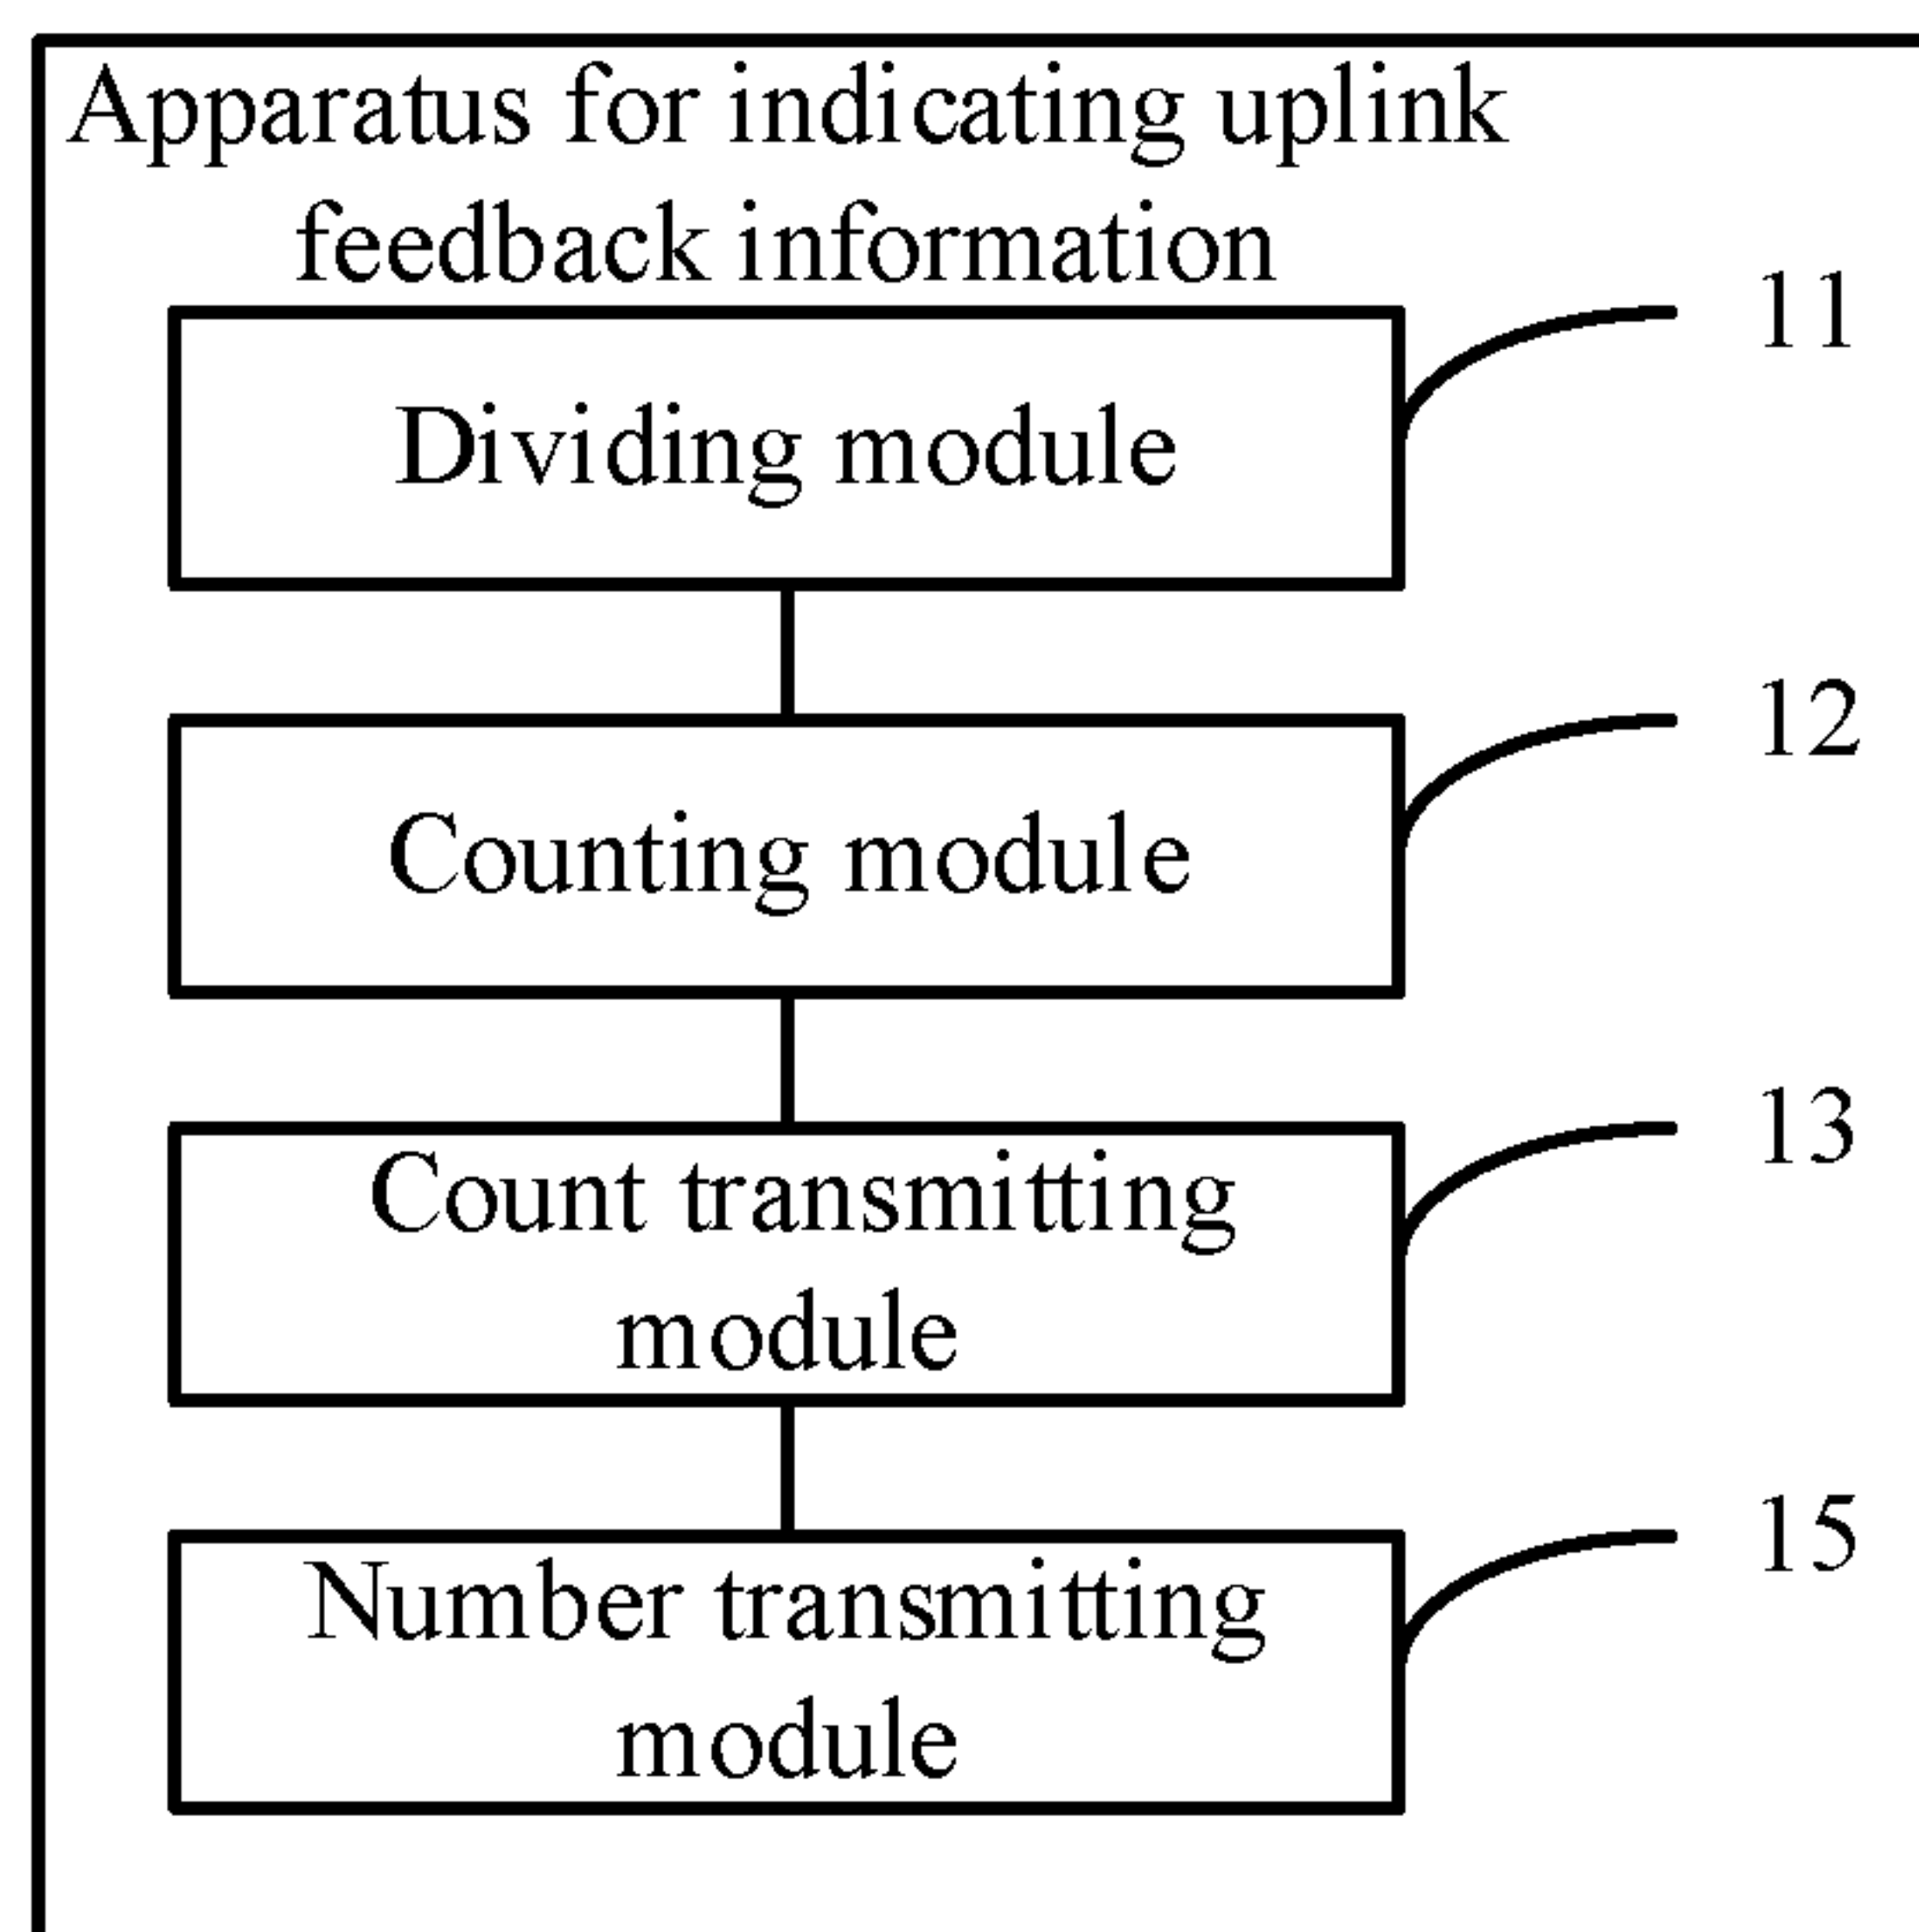 Apparatus for indicating uplink
feedback information
11
Dividing module
12
Counting module
13
Count transmitting
module
15
Number transmitting
module